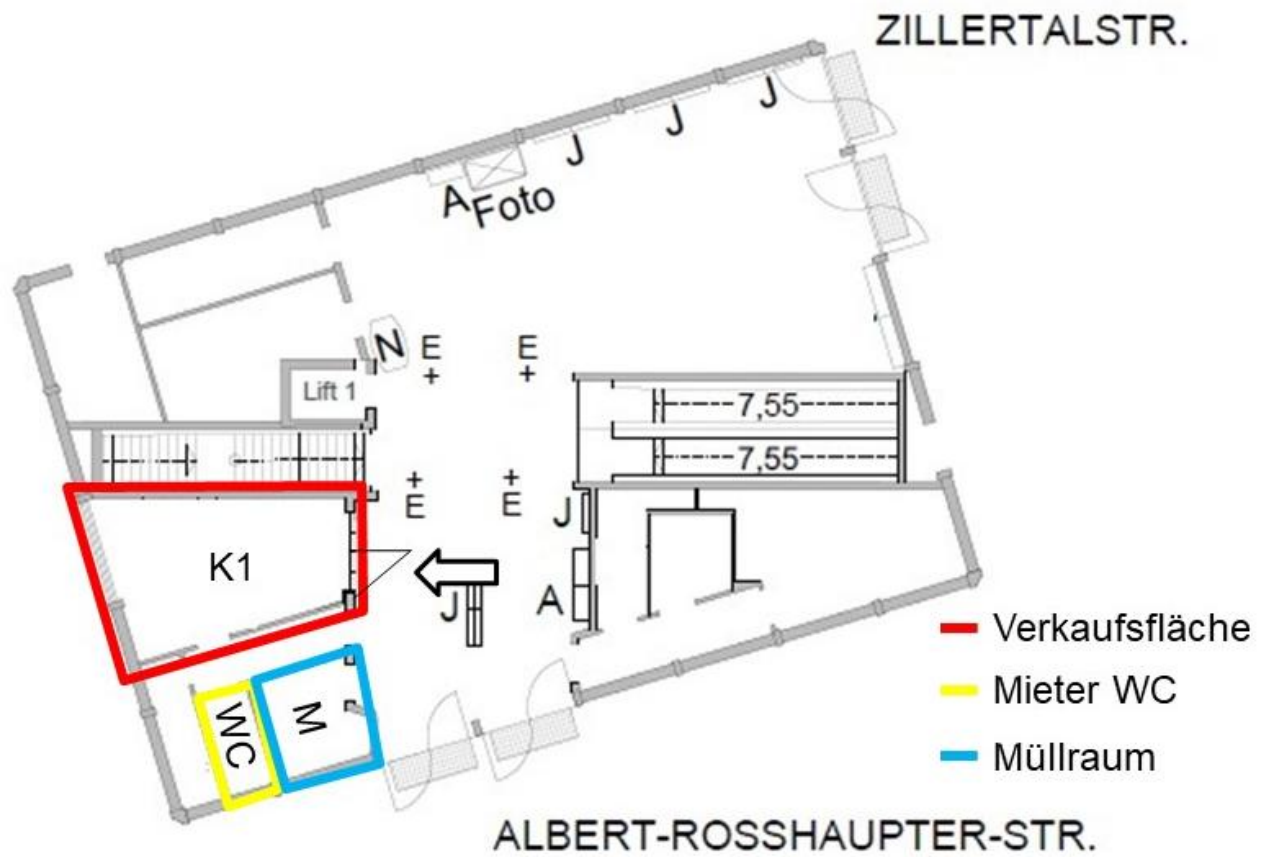 ZILLERTALSTR.
J
J
J
A
Foto
N
E
E
+
+
Lift 1
7,55
7,55
+
+
E
E
J
K1
J
A
Verkaufsfläche
WC
M
Mieter WC
Müllraum
ALBERT-ROSSHAUPTER-STR.